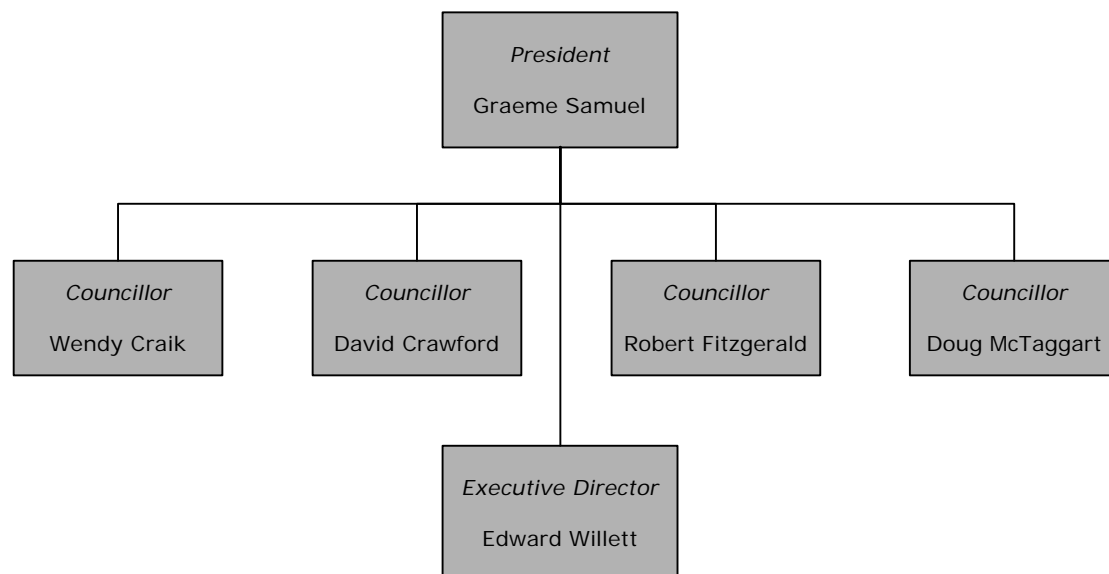 President
Graeme Samuel
Councillor
Wendy Craik
Councillor
David Crawford
Councillor
Robert Fitzgerald
Councillor
Doug McTaggart
Executive Director
Edward Willett